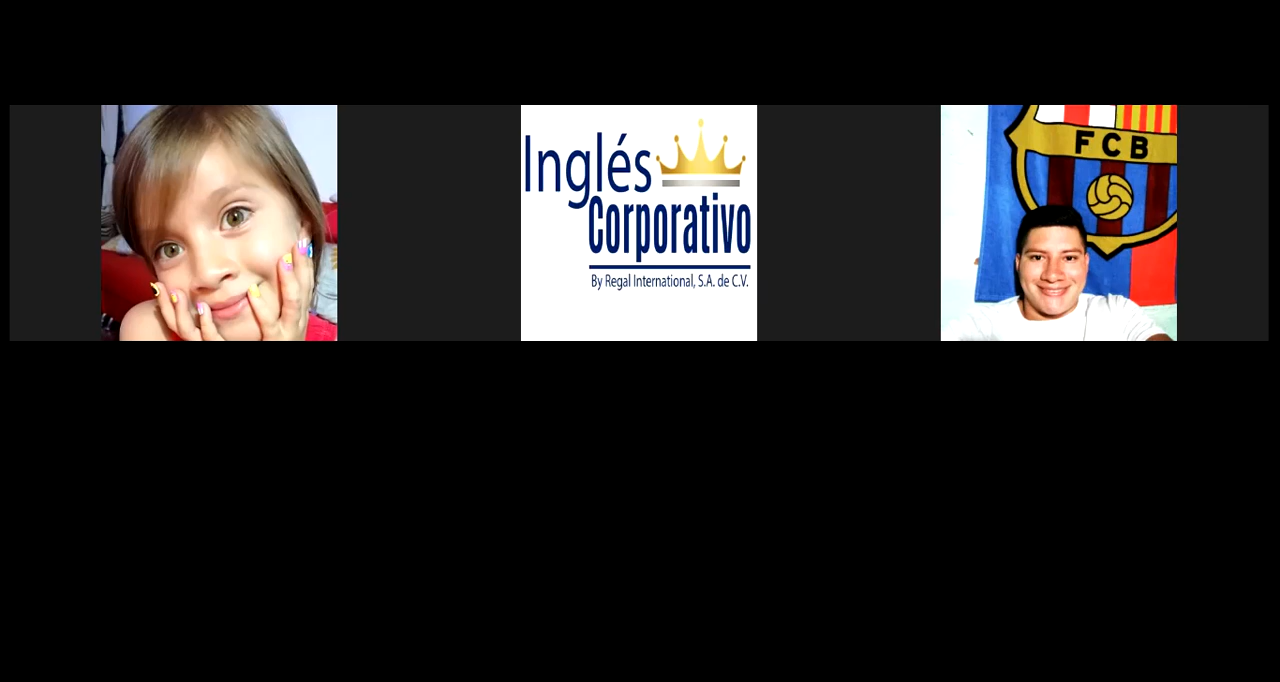 Inglés
Corporativo
By Regal International, S.A. de C.V.
FCB